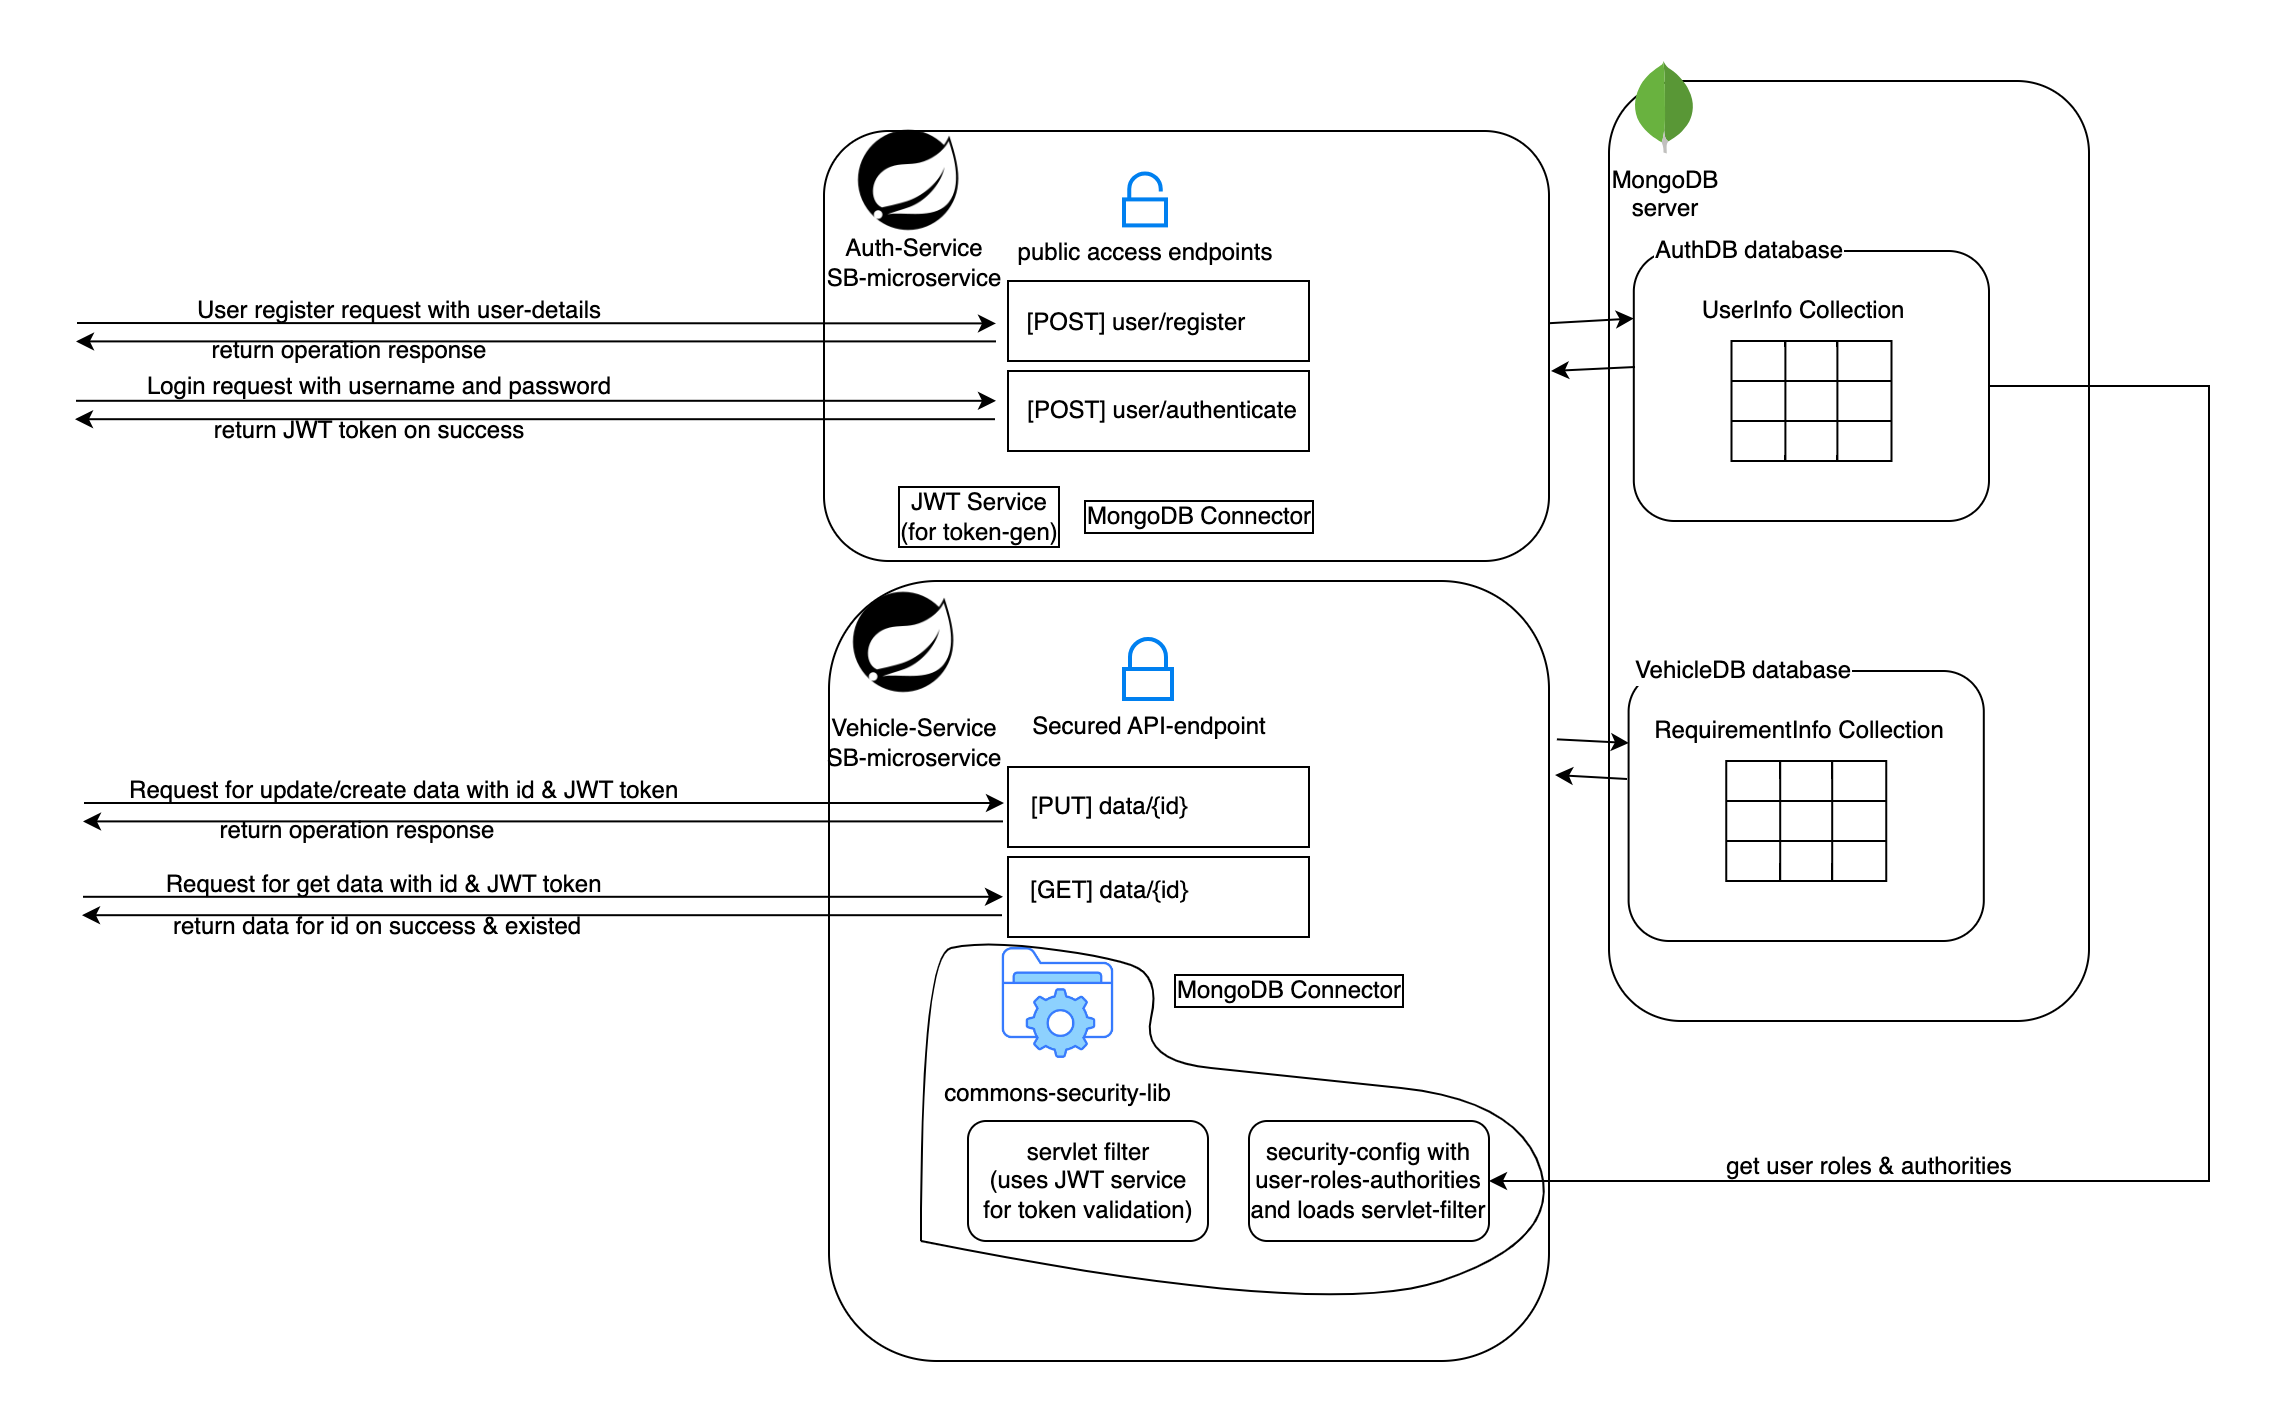 MongoDB
server
Auth-Service
SB-microservice
public access endpoints
AuthDB database
UserInfo Collection
User register request with user-details
[POST] user/register
return operation response
Login request with username and password
[POST] user/authenticate
return JWT token on success
JWT Service
(for token-gen)
MongoDB Connector
Vehicle-Service
SB-microservice
Secured API-endpoint
VehicleDB database
RequirementInfo Collection
Request for update/create data with id & JWT token
[PUT] data/{id}
return operation response
Request for get data with id & JWT token
[GET] data/{id}
return data for id on success & existed
MongoDB Connector
commons-security-lib
servlet filter
(uses JWT service
for token validation)
security-config with
user-roles-authorities
and loads servlet-filter
get user roles & authorities